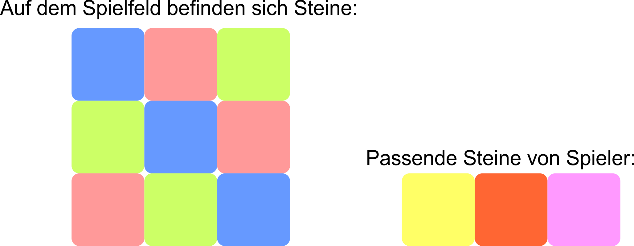 Auf dem Spielfeld befinden sich Steine:
Passende Steine von Spieler: